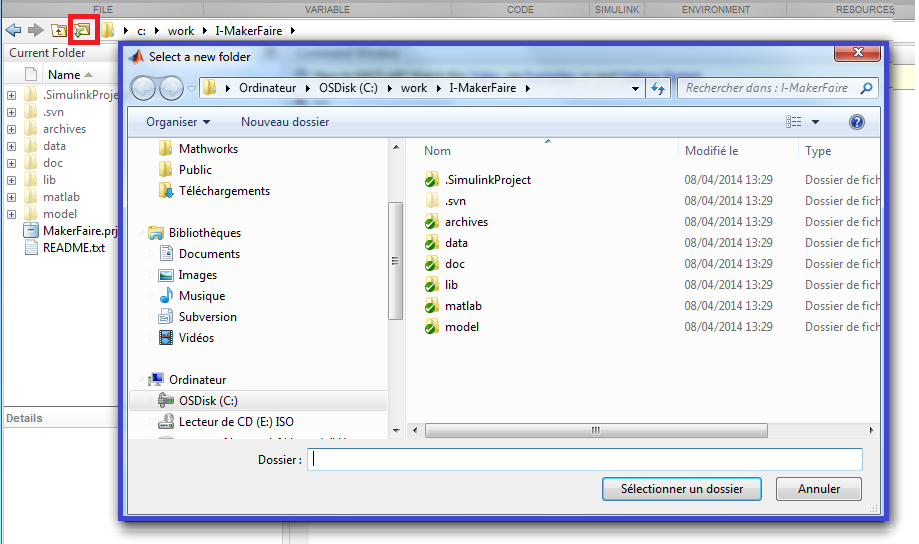 FILE VARIABLE CODE SIMULINK ENVIRONMENT RESOURCES
c: work I-MakerFaire
Current Folder
Name
.SimulinkProje
.svn
archives
data
doc
lib
matlab
model
MakerFaire.prj
README.txt
Details
Select a new folder
Ordinateur OSDisk (C:) work I-MakerFaire
Rechercher dans : I-MakerFaire
Organiser Nouveau dossier
Mathworks
Public
Téléchargements
Bibliothèques
Documents
Images
Musique
Subversion
Vidéos
Ordinateur
OSDisk (C:)
Lecteur de CD (E:) ISO
Nom Modifié le Type
.SimulinkProject 08/04/2014 13:29 Dossier de fich
.svn 08/04/2014 13:29 Dossier de fich
archives 08/04/2014 13:29 Dossier de fich
data 08/04/2014 13:29 Dossier de fich
doc 08/04/2014 13:29 Dossier de fich
lib 08/04/2014 13:29 Dossier de fich
matlab 08/04/2014 13:29 Dossier de fich
model 08/04/2014 13:29 Dossier de fich
Dossier :
Sélectionner un dossier Annuler